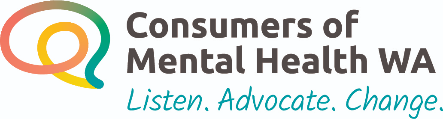 Consumers of
Mental Health WA
Listen. Advocate. Change.